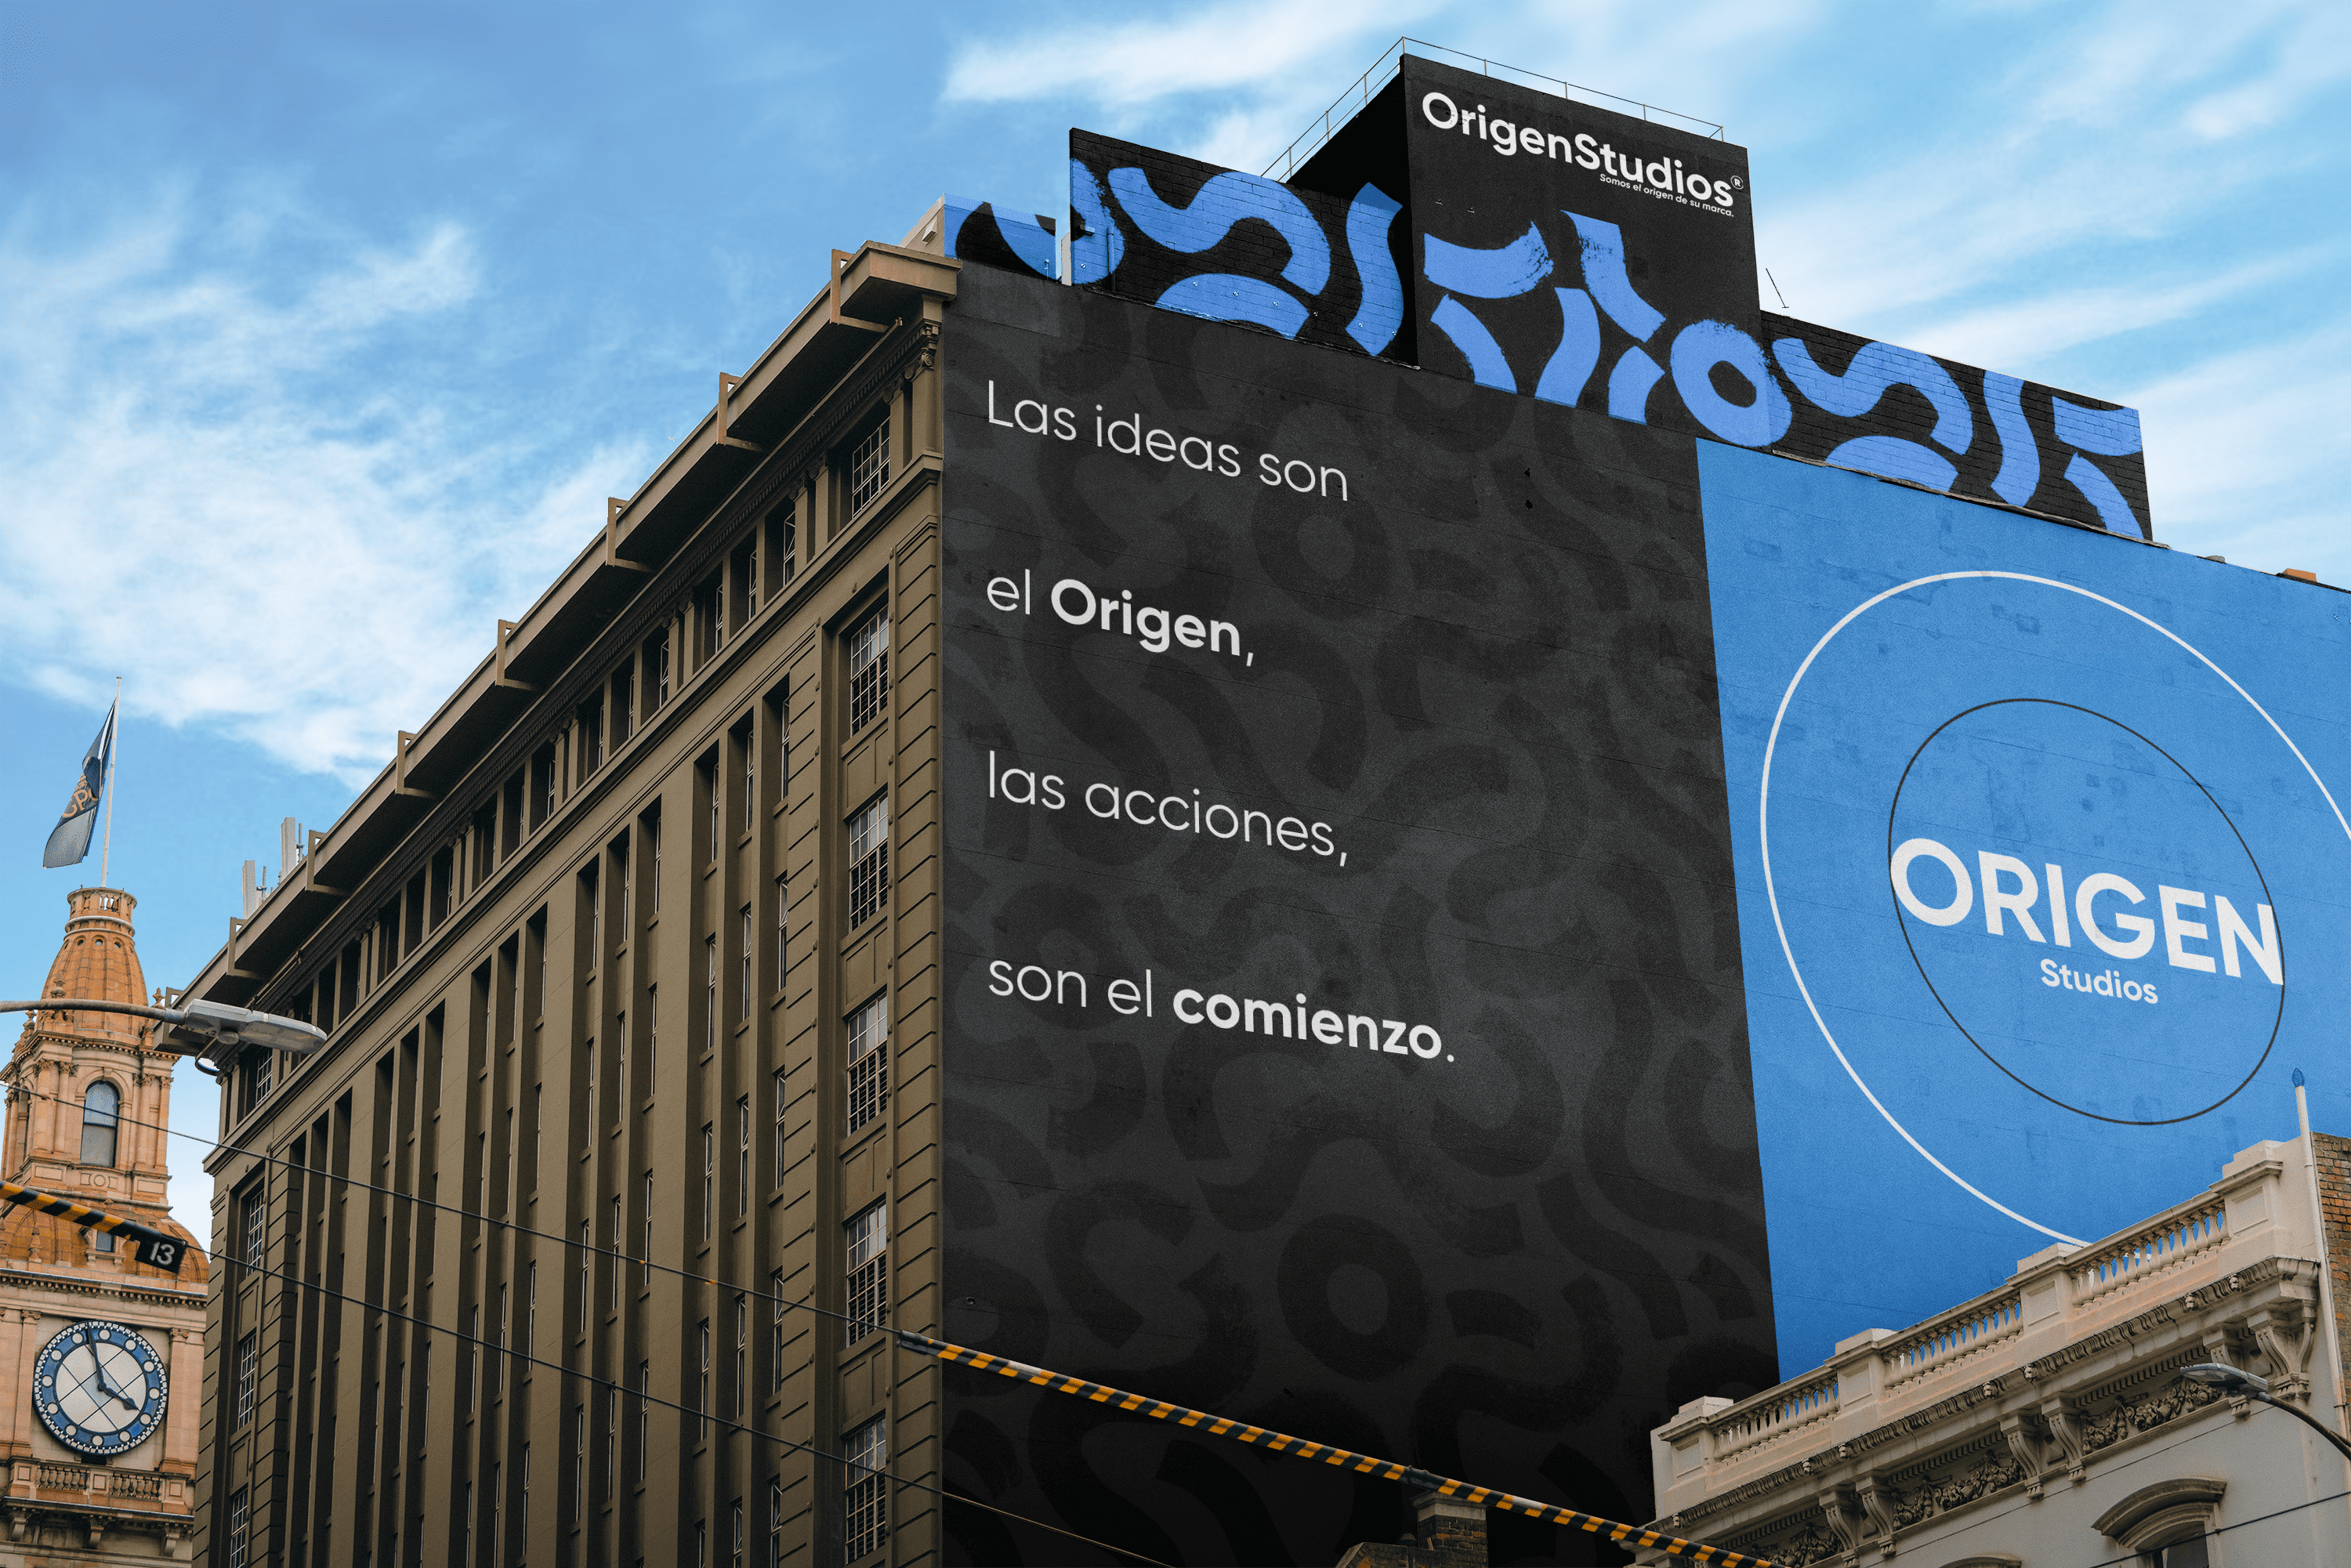 OrigenStudios®
Somos el origen de su marca.
Las ideas son
el Origen,
las acciones,
son el comienzo.
ORIGEN
Studios
GPO
13